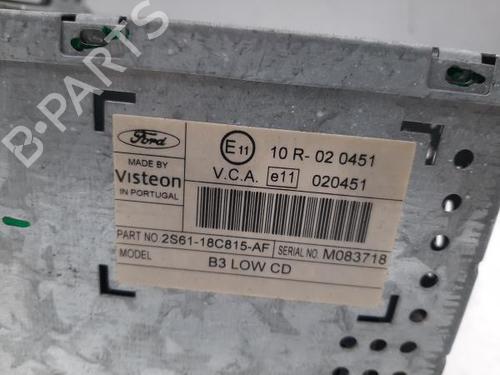 Ford
MADE BY
Visteon
IN PORTUGAL
E11 10 R- 02 0451
V.C.A. e11 020451
PART NO 2S61-18C815-AF SERIAL NO. M083718
MODEL B3 LOW CD
B-PARTS